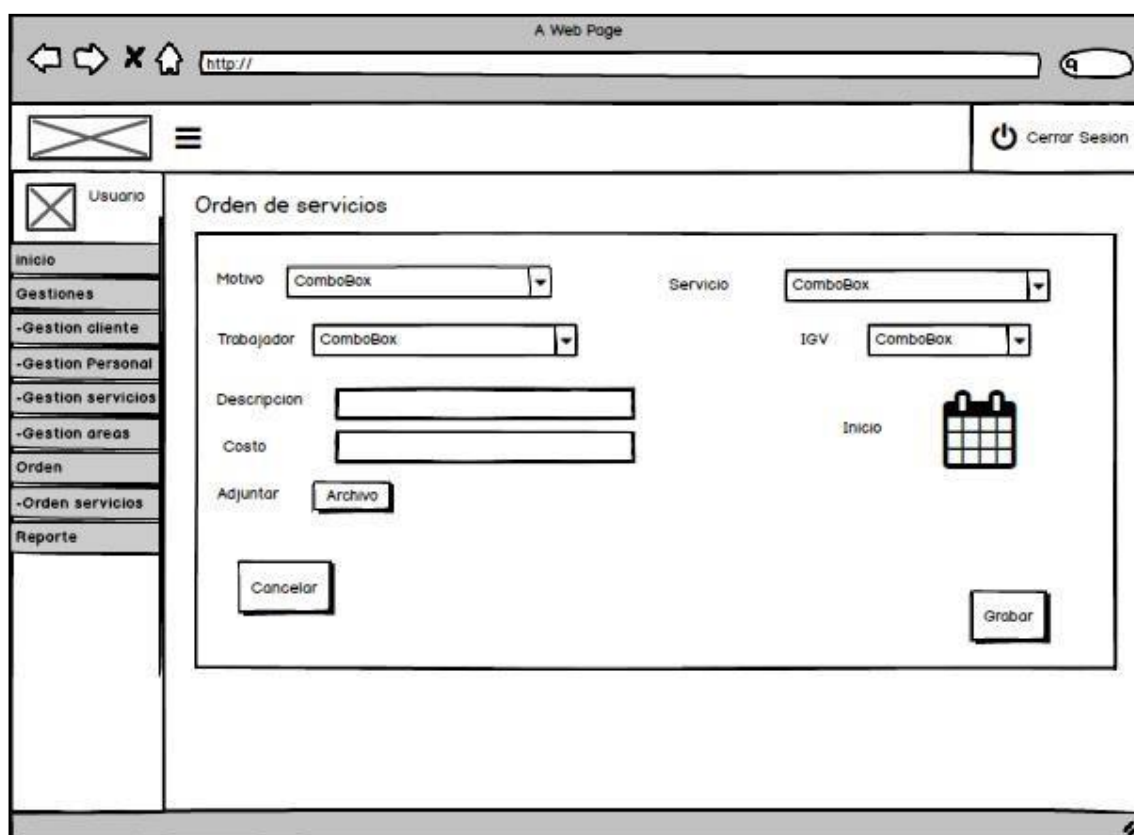 A Web Page
http://
Cerrar Sesion
Usuario
inicio
Gestiones
-Gestion cliente
-Gestion Personal
-Gestion servicios
-Gestion areas
Orden
-Orden servicios
Reporte
Orden de servicios
Motivo ComboBox
Servicio ComboBox
Trabajador ComboBox
IGV ComboBox
Descripcion
Costo
Inicio
Adjuntar Archivo
Cancelar
Grabar